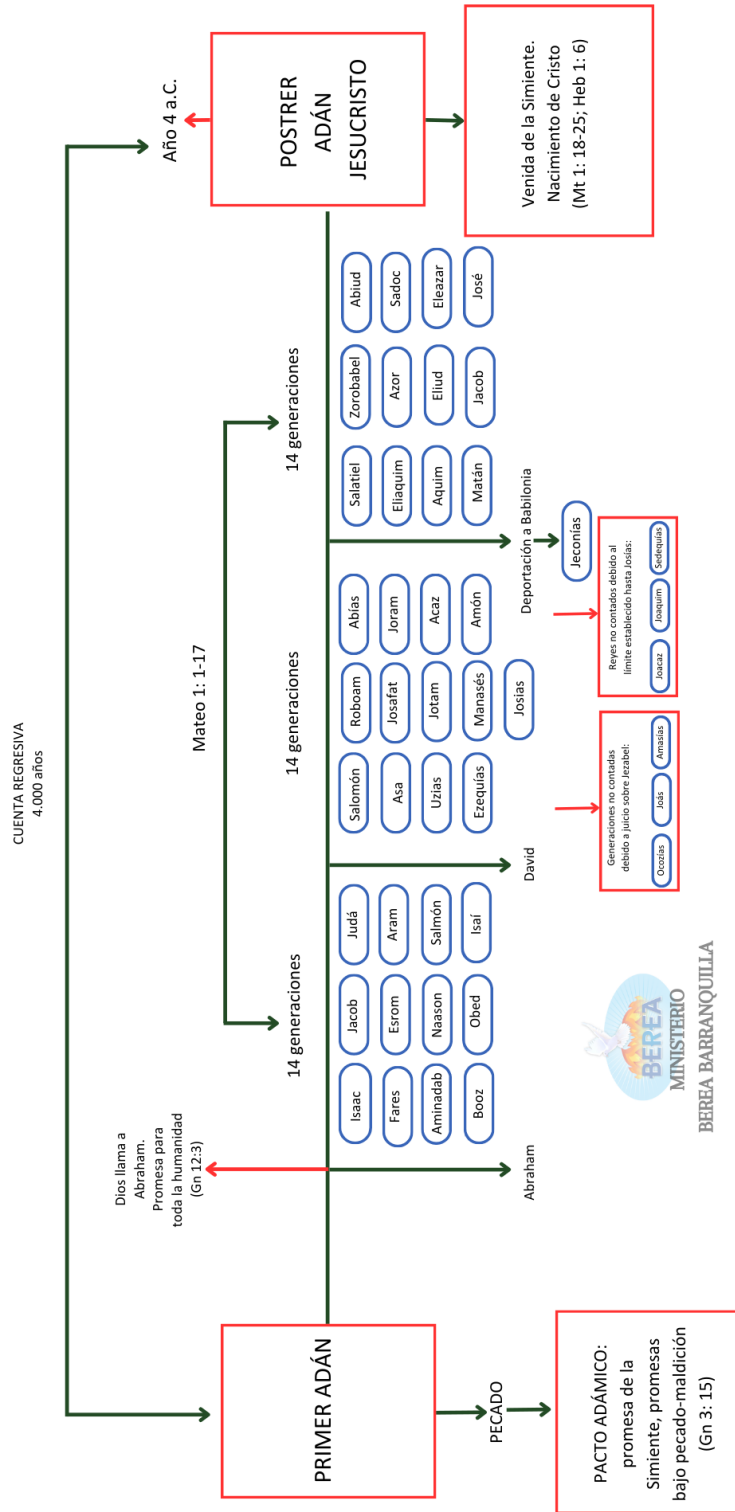 CUENTA REGRESIVA
4.000 años
Año 4 a.C.
Dios llama a
Abraham.
Promesa para
toda la humanidad
(Gn 12:3)
Mateo 1: 1-17
14 generaciones
14 generaciones
14 generaciones
PRIMER ADÁN
PECADO
PACTO ADÁMICO:
promesa de la
Simiente, promesas
bajo pecado-maldición
(Gn 3: 15)
Abraham
Isaac
Jacob
Judá
Fares
Esrom
Aram
Aminadab
Naason
Salmón
Booz
Obed
Isaí
David
Salomón
Roboam
Abías
Asa
Josafat
Joram
Uzias
Jotam
Acaz
Ezequías
Manasés
Amón
Josias
Generaciones no contadas
debido a juicio sobre Jezabel:
Ocozías
Joás
Amasías
Deportación a Babilonia
Jeconías
Reyes no contados debido al
límite establecido hasta Josías:
Joacaz
Joaquim
Sedequías
Salatiel
Zorobabel
Abiud
Eliaquim
Azor
Sadoc
Aquim
Eliud
Eleazar
Matán
Jacob
José
POSTRER
ADÁN
JESUCRISTO
Venida de la Simiente.
Nacimiento de Cristo
(Mt 1: 18-25; Heb 1: 6)
BEREA
MINISTERIO
BEREA BARRANQUILLA